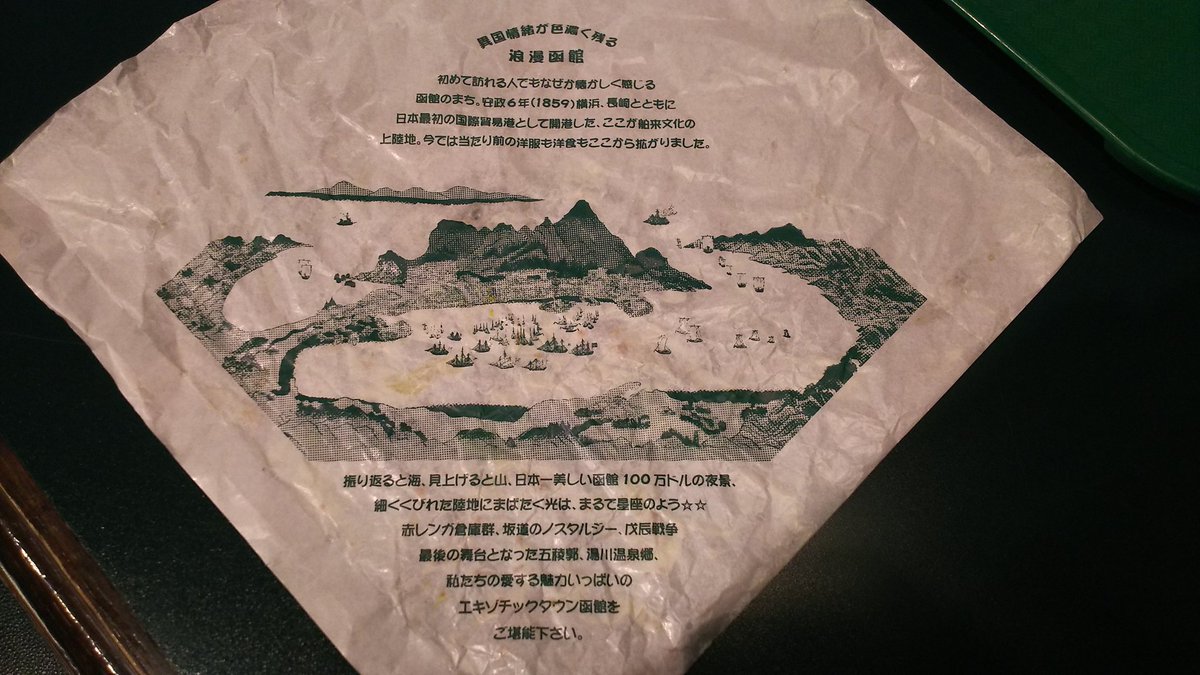 異国情緒が色濃く残る
浪漫函館
初めて訪れる人でもなぜか懐かしく感じる
函館のまち。安政6年(1859)横浜、長崎とともに
日本最初の国際貿易港として開港した、ここが舶来文化の
上陸地。今では当たり前の洋服も洋食もここから拡がりました。
振り返ると海、見上げると山、日本一美しい函館100万ドルの夜景、
細くくびれた陸地にまばたく光は、まるで星座のよう☆☆
赤レンガ倉庫群、坂道のノスタルジー、戊辰戦争
最後の舞台となった五稜郭、湯川温泉郷、
私たちの愛する魅力いっぱいの
エキゾチックタウン函館を
ご堪能下さい。